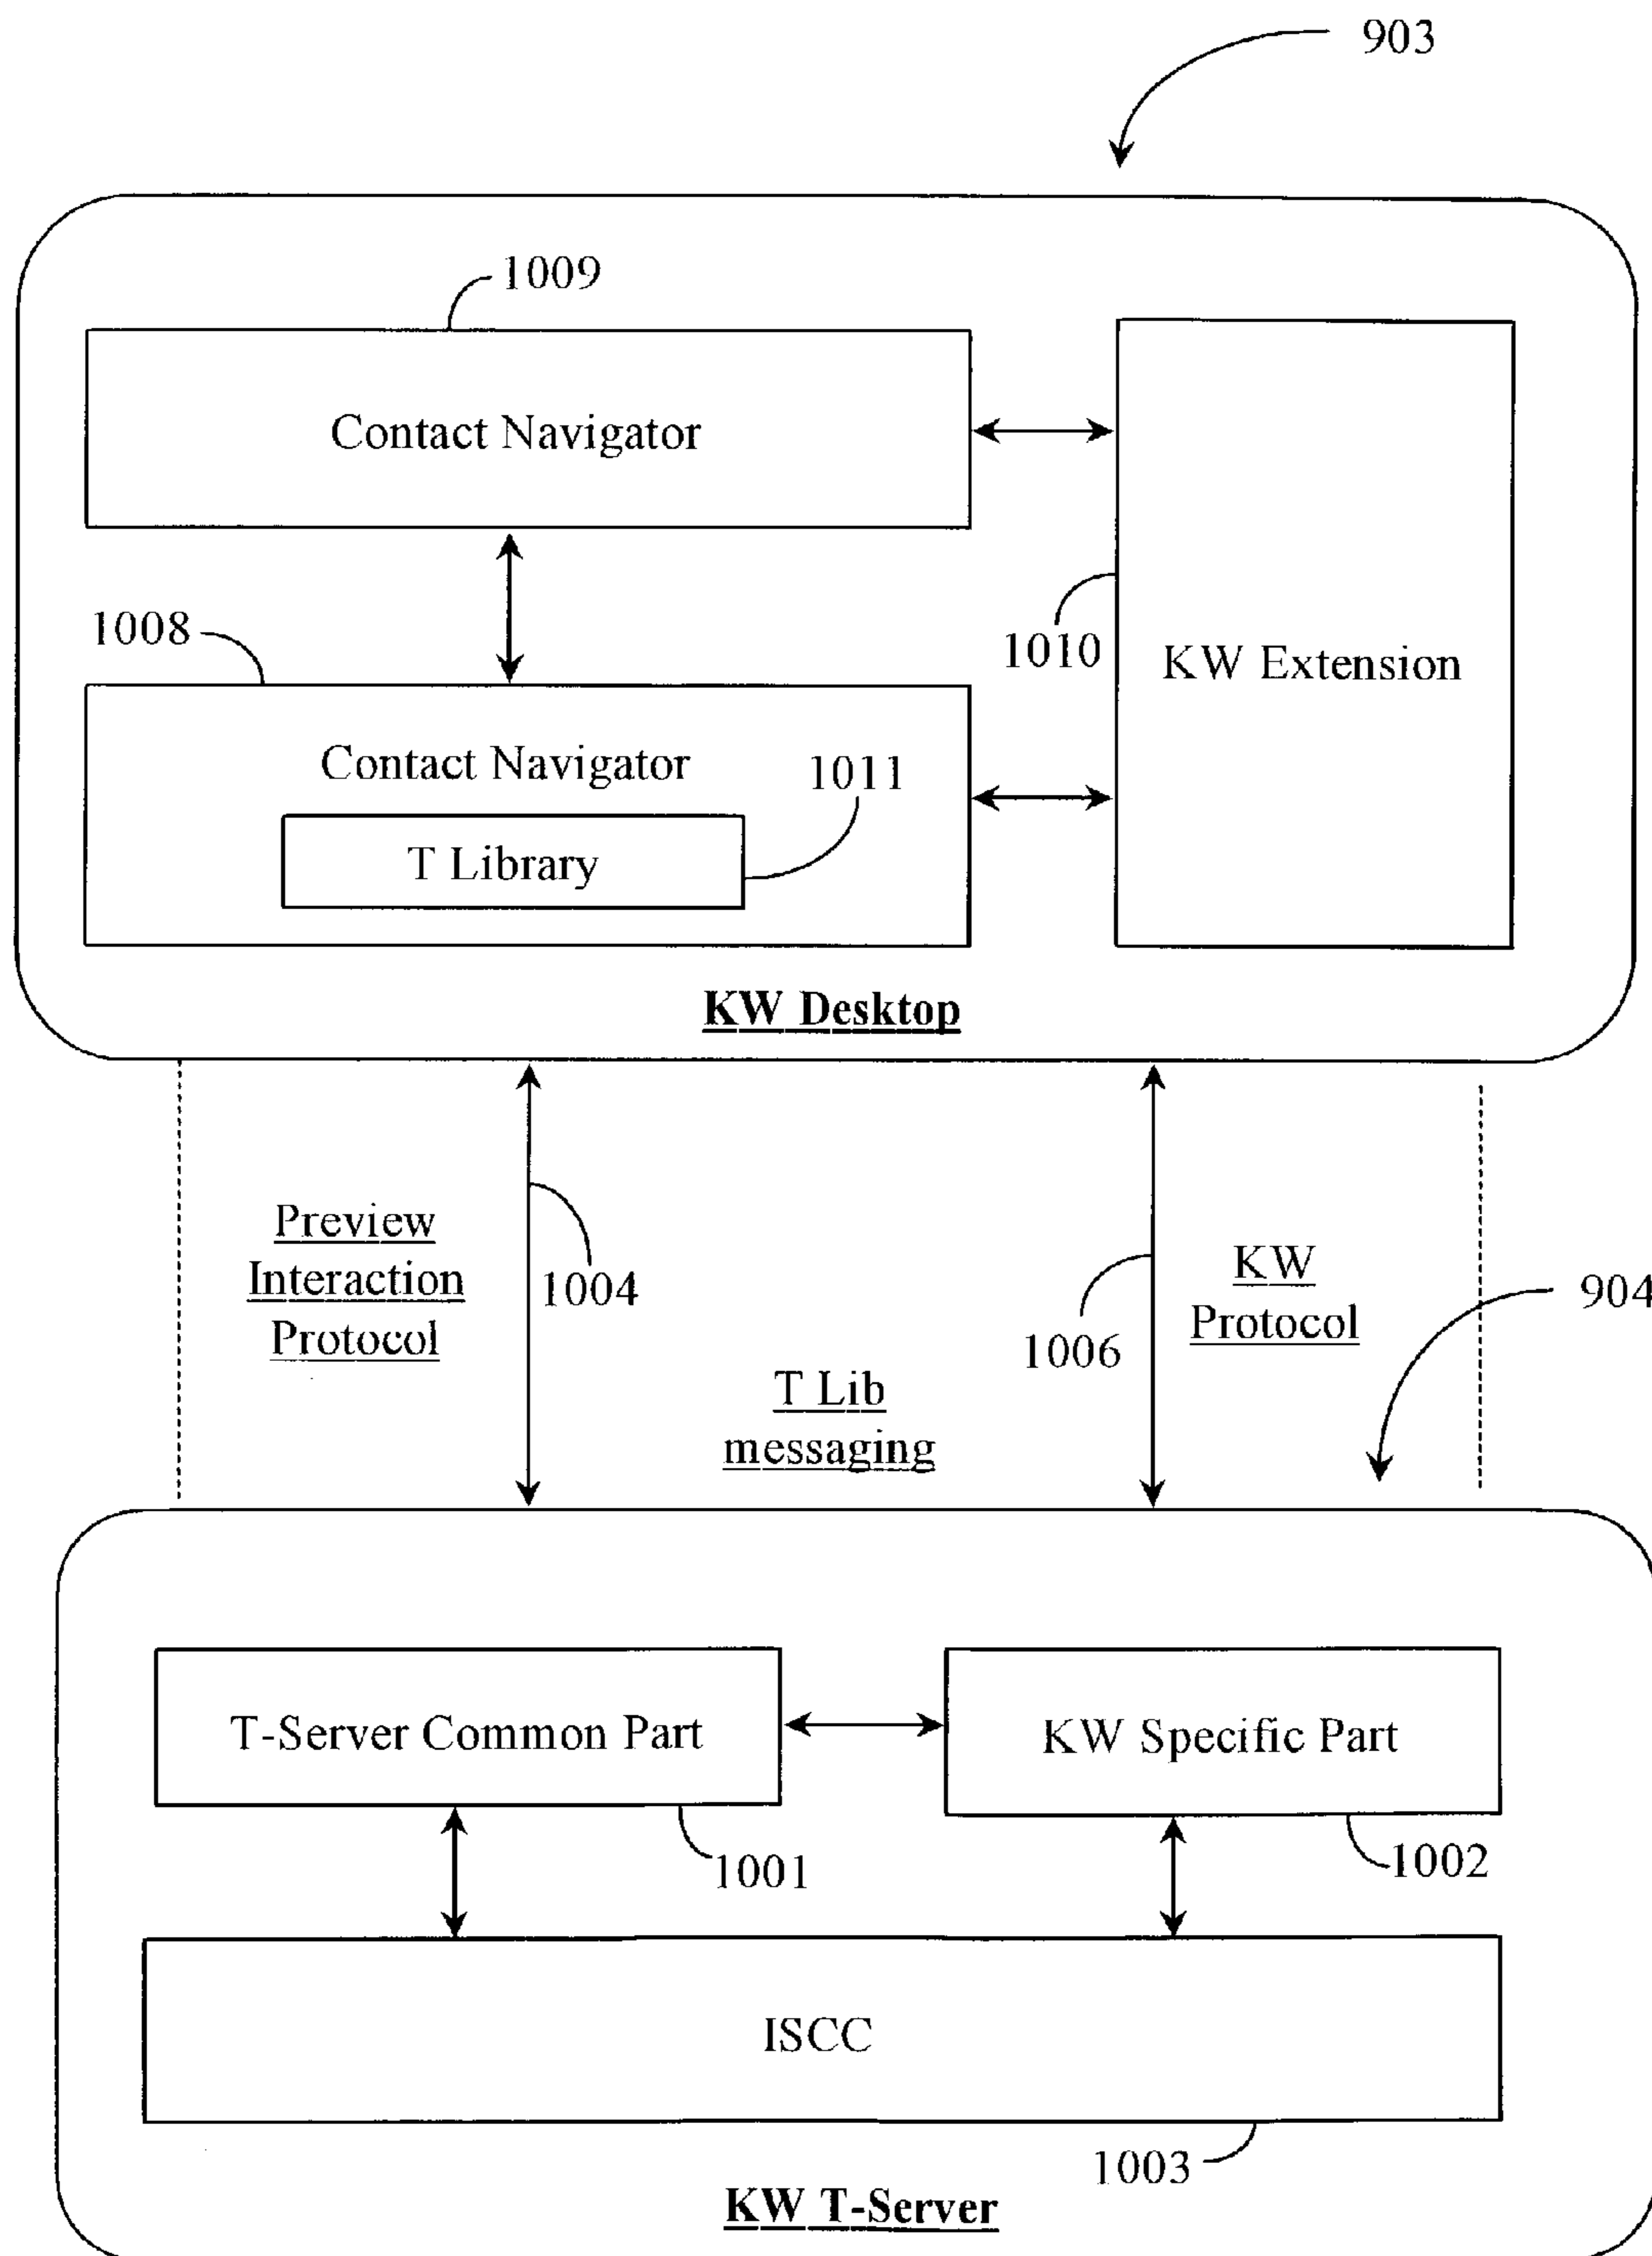 903
1009
Contact Navigator
1008
1010
KW Extension
Contact Navigator
1011
T Library
KW Desktop
Preview
Interaction
Protocol
1004
1006
KW
Protocol
904
T Lib
messaging
T-Server Common Part
KW Specific Part
1001
1002
ISCC
1003
KW T-Server